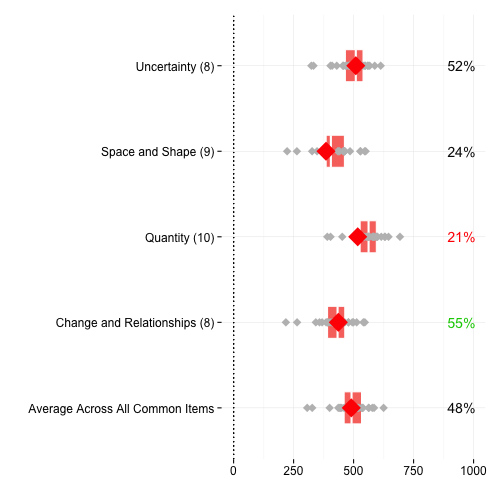 Uncertainty (8) 52%
Space and Shape (9) 24%
Quantity (10) 21%
Change and Relationships (8) 55%
Average Across All Common Items 48%
0 250 500 750 1000